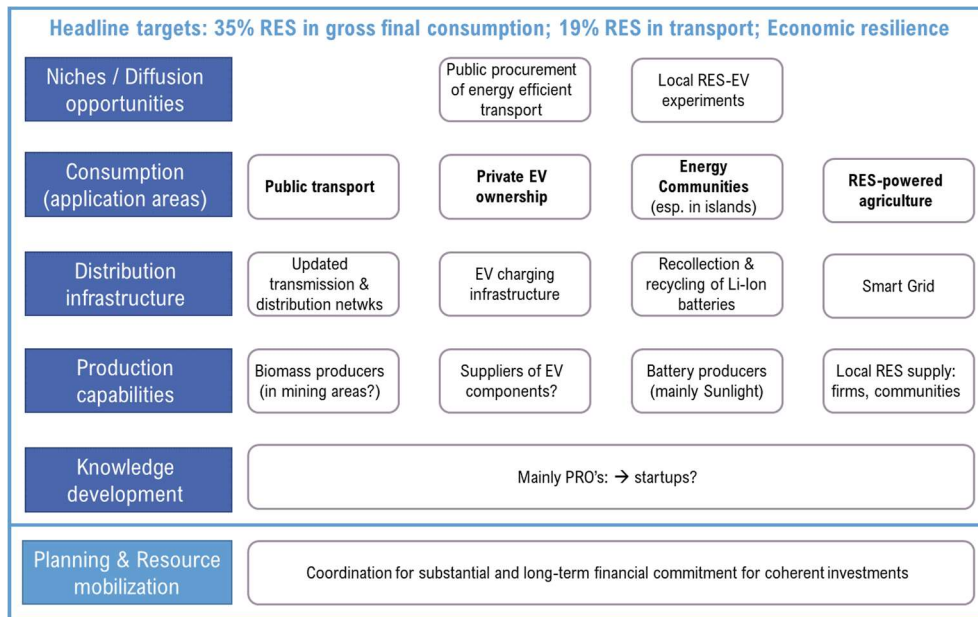 Headline targets: 35% RES in gross final consumption; 19% RES in transport; Economic resilience
Niches / Diffusion
opportunities
Public procurement
of energy efficient
transport
Local RES-EV
experiments
Consumption
(application areas)
Public transport
Private EV
ownership
Energy
Communities
(esp. in islands)
RES-powered
agriculture
Distribution
infrastructure
Updated
transmission &
distribution netwks
EV charging
infrastructure
Recollection &
recycling of Li-Ion
batteries
Smart Grid
Production
capabilities
Biomass producers
(in mining areas?)
Suppliers of EV
components?
Battery producers
(mainly Sunlight)
Local RES supply:
firms, communities
Knowledge
development
Mainly PRO's: → startups?
Planning & Resource
mobilization
Coordination for substantial and long-term financial commitment for coherent investments